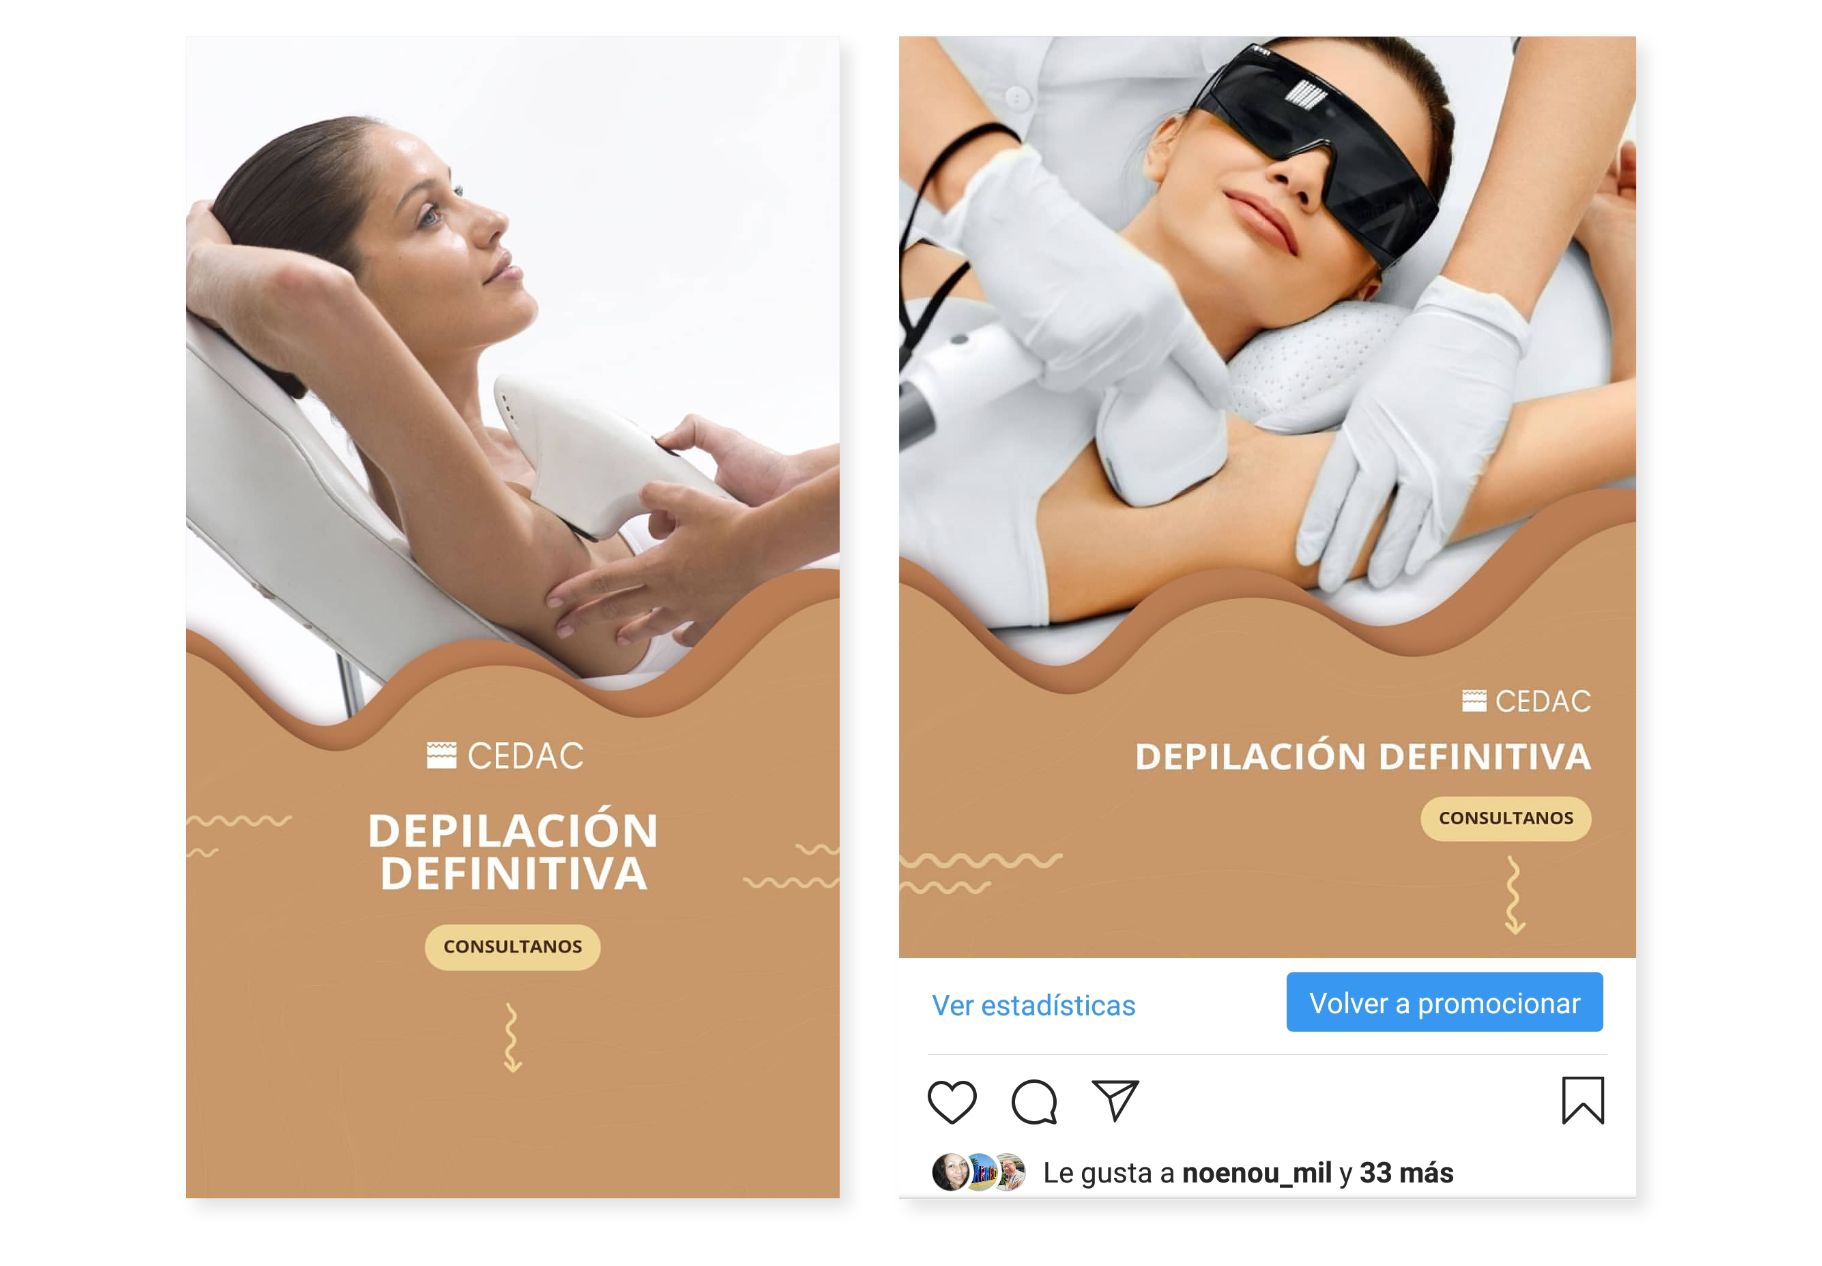 CEDAC
DEPILACIÓN
DEFINITIVA
CONSULTANOS
CEDAC
DEPILACIÓN DEFINITIVA
CONSULTANOS
Ver estadísticas
Volver a promocionar
Le gusta a noenou_mil y 33 más